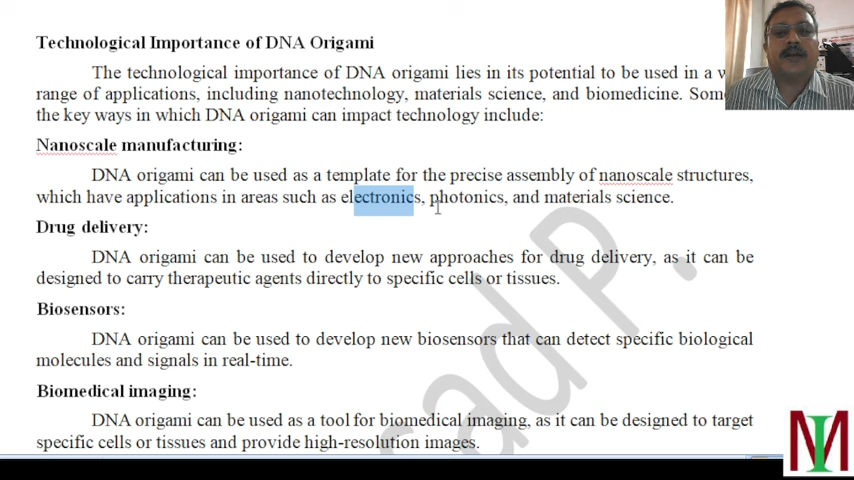 Technological Importance of DNA Origami
The technological importance of DNA origami lies in its potential to be used in a
range of applications, including nanotechnology, materials science, and biomedicine.
the key ways in which DNA origami can impact technology include:
Nanoscale manufacturing:
DNA origami can be used as a template for the precise assembly of nanoscale structures,
which have applications in areas such as electronics, photonics, and materials science.
Drug delivery:
DNA origami can be used to develop new approaches for drug delivery, as it can be
designed to carry therapeutic agents directly to specific cells or tissues.
Biosensors:
DNA origami can be used to develop new biosensors that can detect specific biological
molecules and signals in real-time.
Biomedical imaging:
DNA origami can be used as a tool for biomedical imaging, as it can be designed to target
specific cells or tissues and provide high-resolution images.